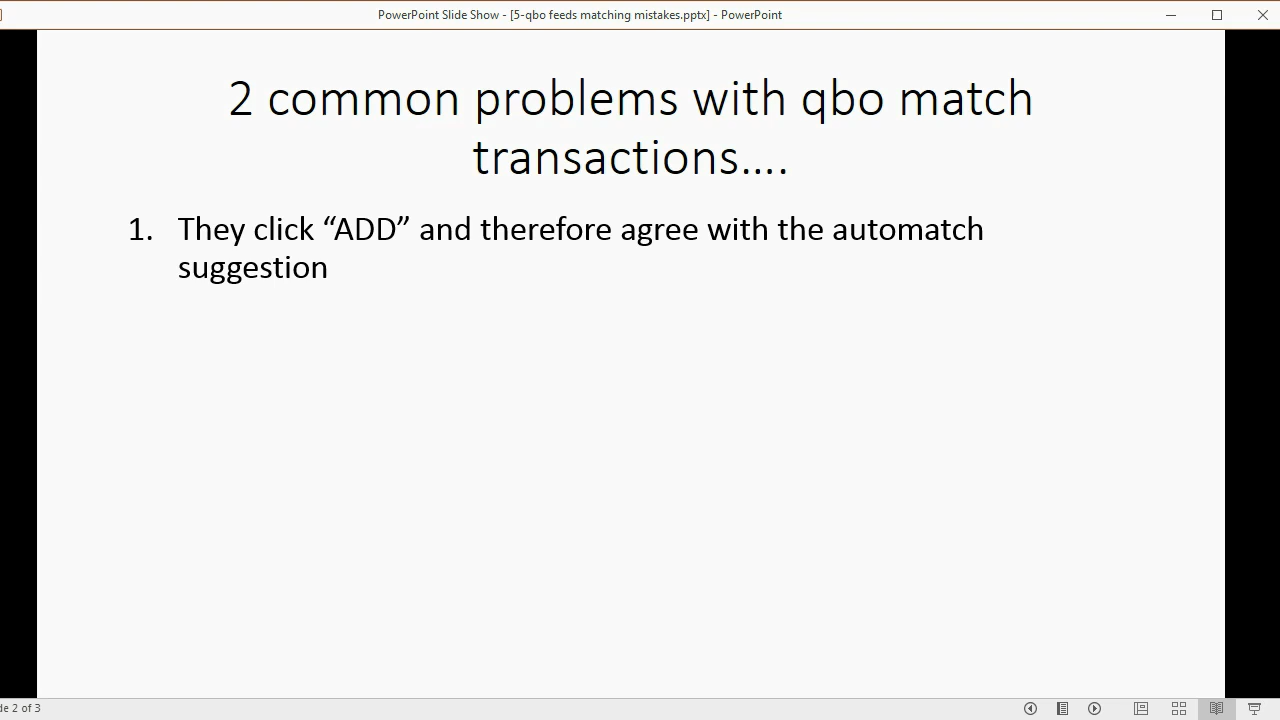 PowerPoint Slide Show - [5-qbo feeds matching mistakes.pptx] - PowerPoint
2 common problems with qbo match
transactions....
1. They click “ADD” and therefore agree with the automatch
suggestion
de 2 of 3